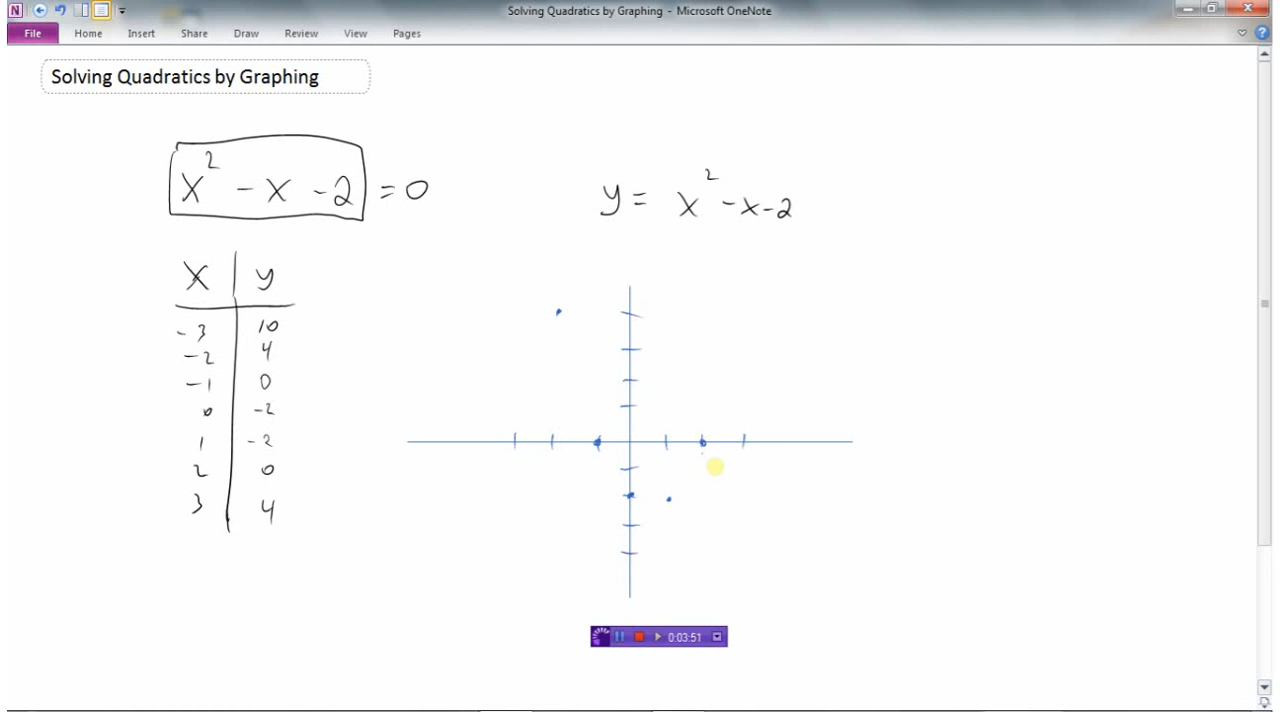 Solving Quadratics by Graphing - Microsoft OneNote
File Home Insert Share Draw Review View Pages
Solving Quadratics by Graphing
x² - x - 2 = 0
y = x² - x - 2
x y
-3 10
-2 4
-1 0
0 -2
1 -2
2 0
3 4
0:03:51